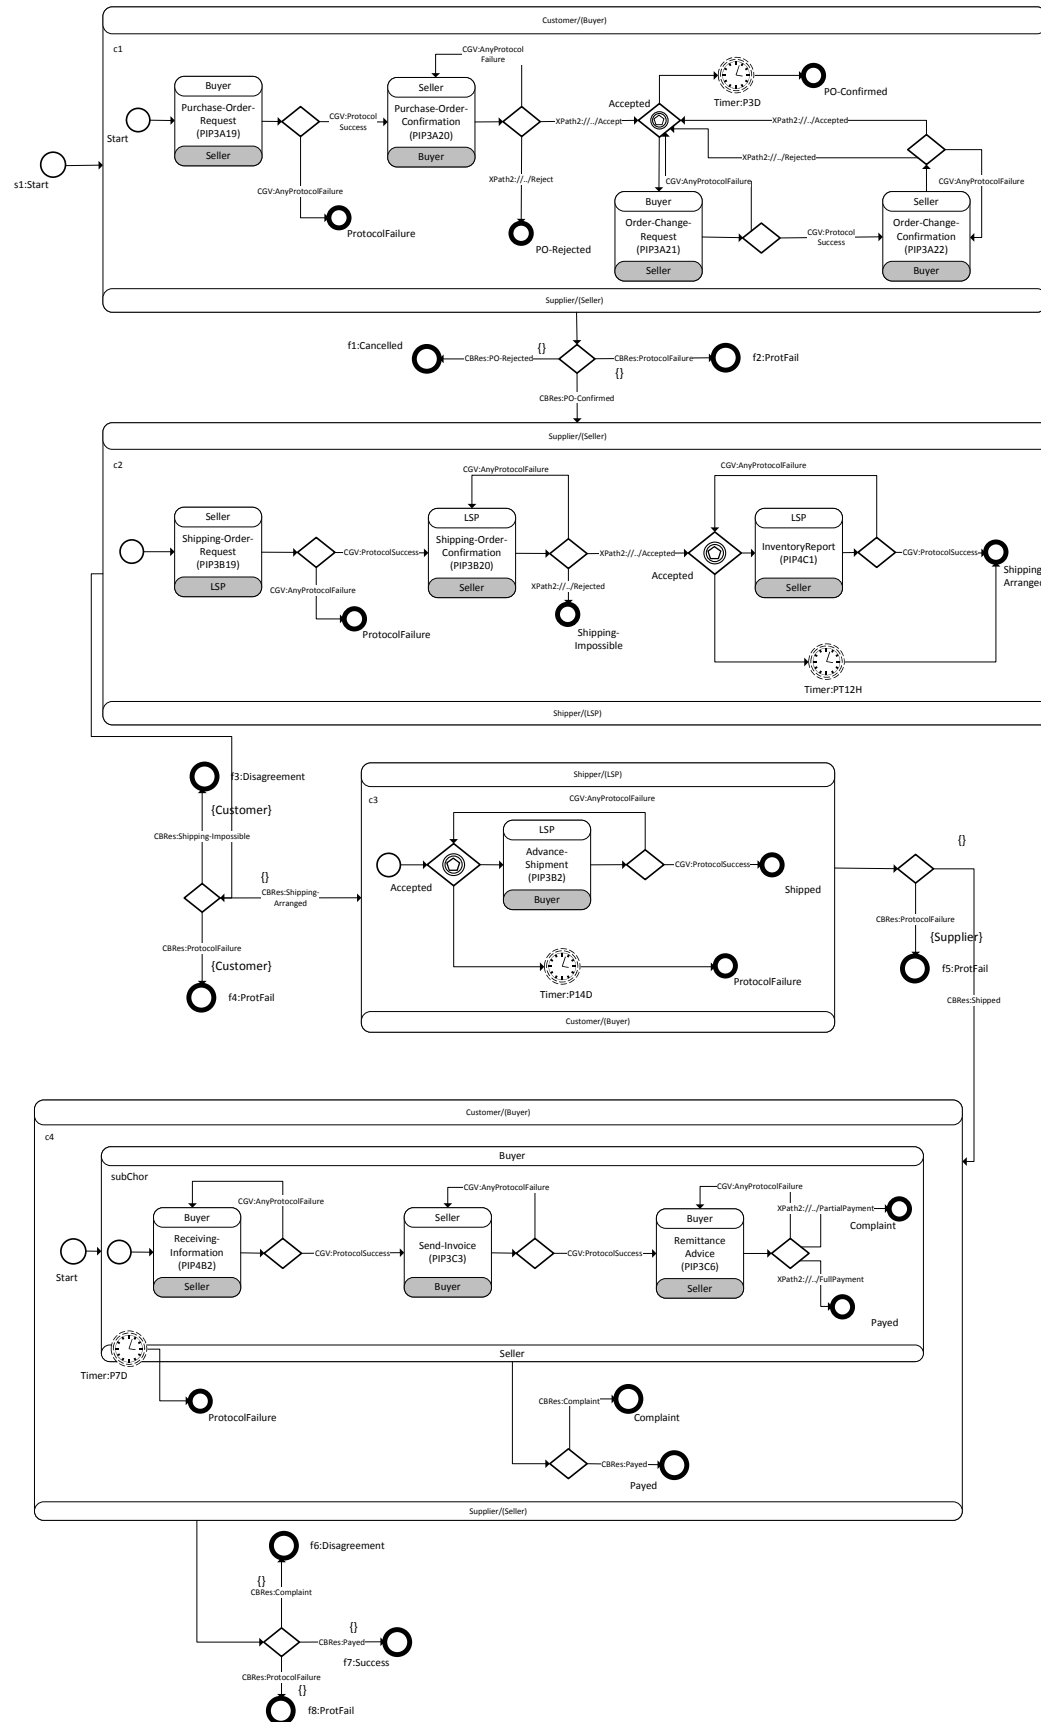 Customer/(Buyer)
c1
CGV:AnyProtocol
Failure
Buyer
Purchase-Order-
Request
(PIP3A19)
Seller
Start
s1:Start
CGV:Protocol
Success
CGV:AnyProtocolFailure
ProtocolFailure
Seller
Purchase-Order-
Confirmation
(PIP3A20)
Buyer
XPath2://../Accept
XPath2://../Reject
PO-Rejected
Accepted
Timer:P3D
PO-Confirmed
XPath2://../Accepted
XPath2://../Rejected
CGV:AnyProtocolFailure
CGV:AnyProtocolFailure
Buyer
Order-Change-
Request
(PIP3A21)
Seller
CGV:Protocol
Success
Seller
Order-Change-
Confirmation
(PIP3A22)
Buyer
Supplier/(Seller)
f1:Cancelled
CBRes:PO-Rejected
{}
CBRes:ProtocolFailure
{}
f2:ProtFail
CBRes:PO-Confirmed
Supplier/(Seller)
c2
CGV:AnyProtocolFailure
CGV:AnyProtocolFailure
Seller
Shipping-Order-
Request
(PIP3B19)
LSP
CGV:ProtocolSuccess
CGV:AnyProtocolFailure
ProtocolFailure
LSP
Shipping-Order-
Confirmation
(PIP3B20)
Seller
XPath2://../Accepted
XPath2://../Rejected
Shipping-
Impossible
Accepted
LSP
InventoryReport
(PIP4C1)
Seller
CGV:ProtocolSuccess
Shipping-
Arranged
Timer:PT12H
Shipper/(LSP)
f3:Disagreement
{Customer}
CBRes:Shipping-Impossible
{}
CBRes:Shipping-
Arranged
CBRes:ProtocolFailure
{Customer}
f4:ProtFail
Shipper/(LSP)
c3
CGV:AnyProtocolFailure
LSP
Advance-
Shipment
(PIP3B2)
Buyer
Accepted
CGV:ProtocolSuccess
Shipped
Timer:P14D
ProtocolFailure
Customer/(Buyer)
{}
CBRes:ProtocolFailure
{Supplier}
f5:ProtFail
CBRes:Shipped
Customer/(Buyer)
c4
Buyer
subChor
CGV:AnyProtocolFailure
CGV:AnyProtocolFailure
CGV:AnyProtocolFailure
Start
Buyer
Receiving-
Information
(PIP4B2)
Seller
CGV:ProtocolSuccess
Seller
Send-Invoice
(PIP3C3)
Buyer
CGV:ProtocolSuccess
Buyer
Remittance
Advice
(PIP3C6)
Seller
XPath2://../PartialPayment
Complaint
XPath2://../FullPayment
Payed
Seller
Timer:P7D
ProtocolFailure
CBRes:Complaint
Complaint
CBRes:Payed
Payed
Supplier/(Seller)
f6:Disagreement
{}
CBRes:Complaint
{}
CBRes:Payed
f7:Success
CBRes:ProtocolFailure
{}
f8:ProtFail